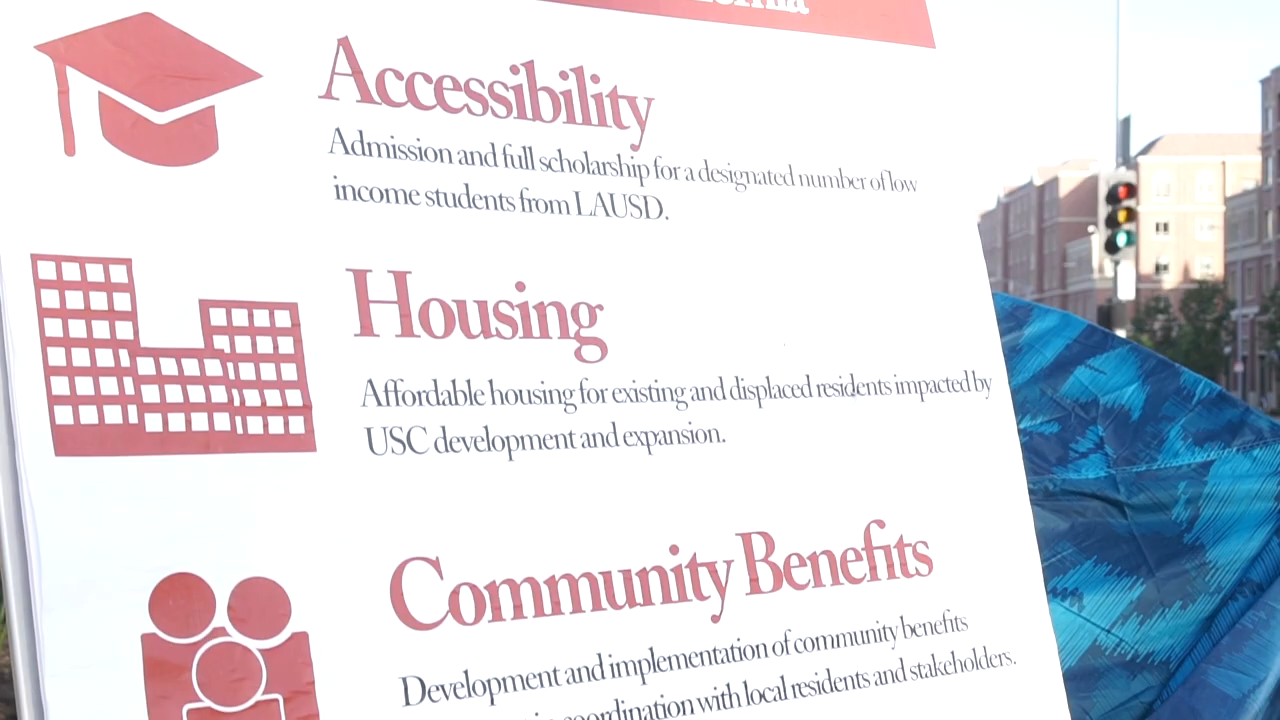 Accessibility
Admission and full scholarship for a designated number of low
income students from LAUSD.
Housing
Affordable housing for existing and displaced residents impacted by
USC development and expansion.
Community Benefits
Development and implementation of community benefits
in coordination with local residents and stakeholders.